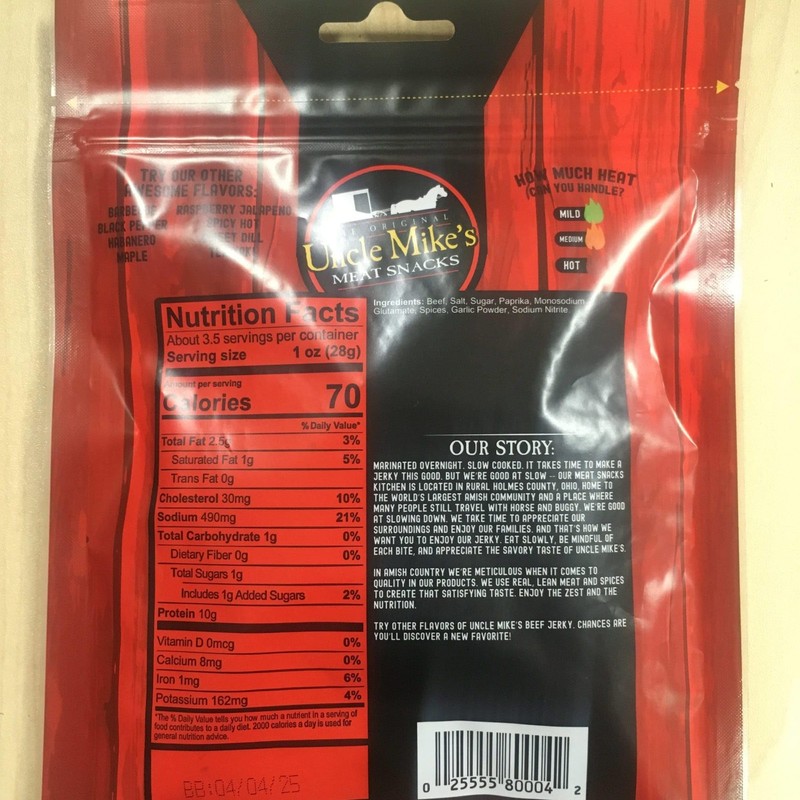 TRY OUR OTHER
AWESOME FLAVORS:
BARBECUE RASPBERRY JALAPENO
BLACK PEPPER SPICY HOT
HABANERO SWEET DILL
MAPLE
HOW MUCH HEAT
CAN YOU HANDLE?
MILD
MEDIUM
HOT
ORIGINAL
Uncle Mike's
MEAT SNACKS
Nutrition Facts
About 3.5 servings per container
Serving size 1 oz (28g)
Amount per serving
Calories 70
% Daily Value*
Total Fat 2.5g 3%
Saturated Fat 1g 5%
Trans Fat 0g
Cholesterol 30mg 10%
Sodium 490mg 21%
Total Carbohydrate 1g 0%
Dietary Fiber 0g 0%
Total Sugars 1g
Includes 1g Added Sugars 2%
Protein 10g
Vitamin D 0mcg 0%
Calcium 8mg 0%
Iron 1mg 6%
Potassium 162mg 4%
*The % Daily Value tells you how much a nutrient in a serving of
food contributes to a daily diet. 2000 calories a day is used for
general nutrition advice.
BB:04/04/25
Ingredients: Beef, Salt, Sugar, Paprika, Monosodium
Glutamate, Spices, Garlic Powder, Sodium Nitrite
OUR STORY:
MARINATED OVERNIGHT. SLOW COOKED. IT TAKES TIME TO MAKE A
JERKY THIS GOOD. BUT WE'RE GOOD AT SLOW -- OUR MEAT SNACKS
KITCHEN IS LOCATED IN RURAL HOLMES COUNTY, OHIO, HOME TO
THE WORLD'S LARGEST AMISH COMMUNITY AND A PLACE WHERE
MANY PEOPLE STILL TRAVEL WITH HORSE AND BUGGY. WE'RE GOOD
AT SLOWING DOWN. WE TAKE TIME TO APPRECIATE OUR
SURROUNDINGS AND ENJOY OUR FAMILIES. AND THAT'S HOW WE
WANT YOU TO ENJOY OUR JERKY. EAT SLOWLY, BE MINDFUL OF
EACH BITE, AND APPRECIATE THE SAVORY TASTE OF UNCLE MIKE'S.
IN AMISH COUNTRY WE'RE METICULOUS WHEN IT COMES TO
QUALITY IN OUR PRODUCTS. WE USE REAL, LEAN MEAT AND SPICES
TO CREATE THAT SATISFYING TASTE. ENJOY THE ZEST AND THE
NUTRITION.
TRY OTHER FLAVORS OF UNCLE MIKE'S BEEF JERKY. CHANCES ARE
YOU'LL DISCOVER A NEW FAVORITE!
0 25555 80004 2